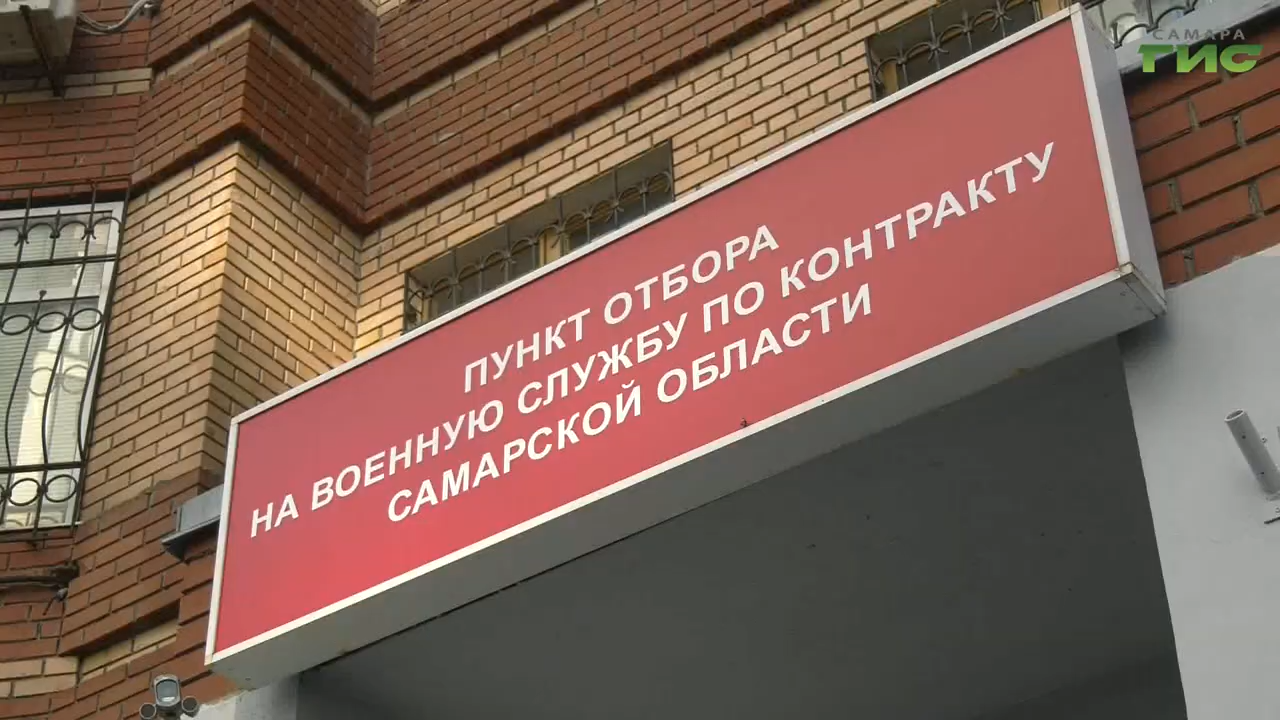 САМАРА
ГИС
ПУНКТ ОТБОРА
НА ВОЕННУЮ СЛУЖБУ ПО КОНТРАКТУ
САМАРСКОЙ ОБЛАСТИ